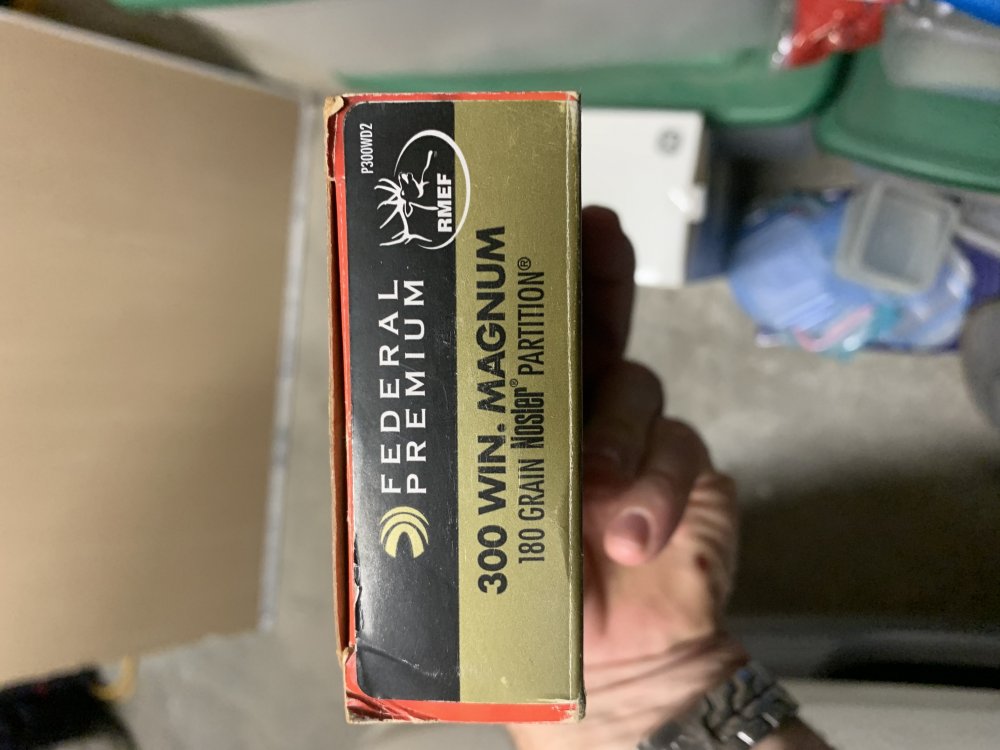 P300WD2
FEDERAL
PREMIUM
RMEF
300 WIN. MAGNUM
180 GRAIN Nosler® PARTITION®